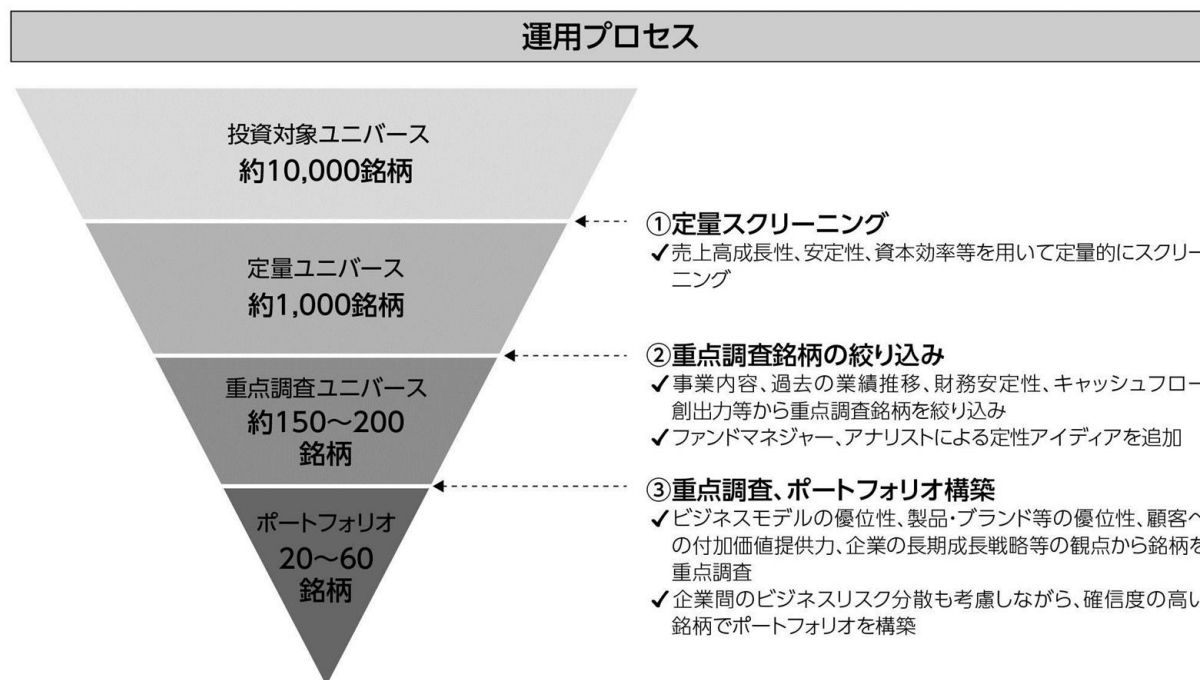 運用プロセス
投資対象ユニバース
約10,000銘柄
定量ユニバース
約1,000銘柄
重点調査ユニバース
約150〜200
銘柄
ポートフォリオ
20〜60
銘柄
①定量スクリーニング
✓売上高成長性、安定性、資本効率等を用いて定量的にスクリー
ニング
②重点調査銘柄の絞り込み
✓事業内容、過去の業績推移、財務安定性、キャッシュフロー
創出力等から重点調査銘柄を絞り込み
✓ファンドマネジャー、アナリストによる定性アイディアを追加
③重点調査、ポートフォリオ構築
✓ビジネスモデルの優位性、製品・ブランド等の優位性、顧客へ
の付加価値提供力、企業の長期成長戦略等の観点から銘柄を
重点調査
✓企業間のビジネスリスク分散も考慮しながら、確信度の高い
銘柄でポートフォリオを構築